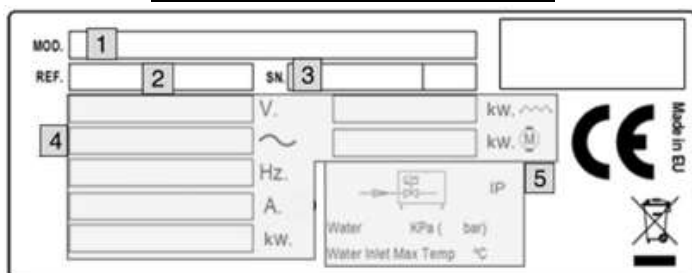 MOD. 1
REF. 2 SN. 3
V. kw.
4 kw. M
Hz. 5
IP
A.
Water KPa ( bar)
kw.
Water Inlet Max Temp °C
CE
Made in EU